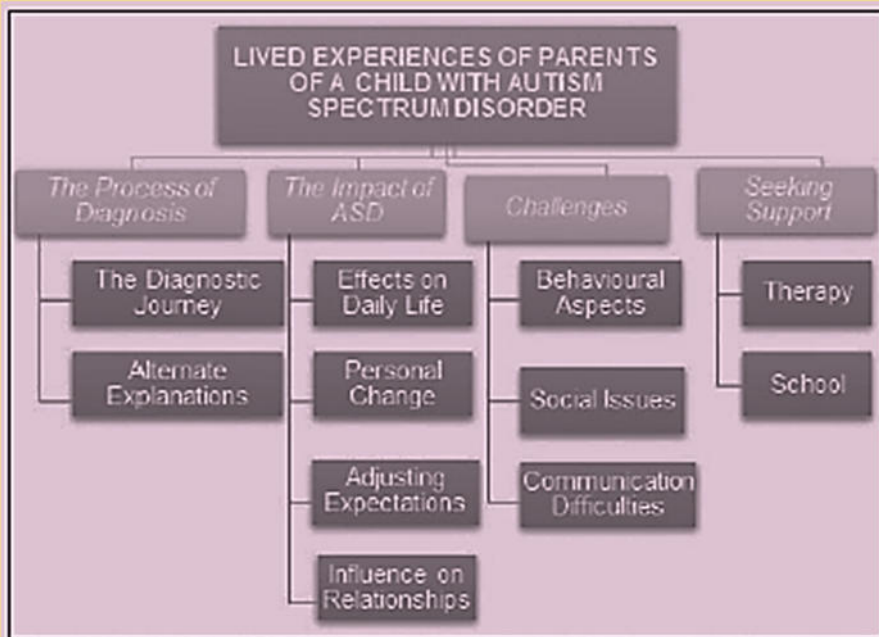 LIVED EXPERIENCES OF PARENTS
OF A CHILD WITH AUTISM
SPECTRUM DISORDER
The Process of
Diagnosis
The Diagnostic
Journey
Alternate
Explanations
The Impact of
ASD
Effects on
Daily Life
Personal
Change
Adjusting
Expectations
Influence on
Relationships
Challenges
Behavioural
Aspects
Social Issues
Communication
Difficulties
Seeking
Support
Therapy
School